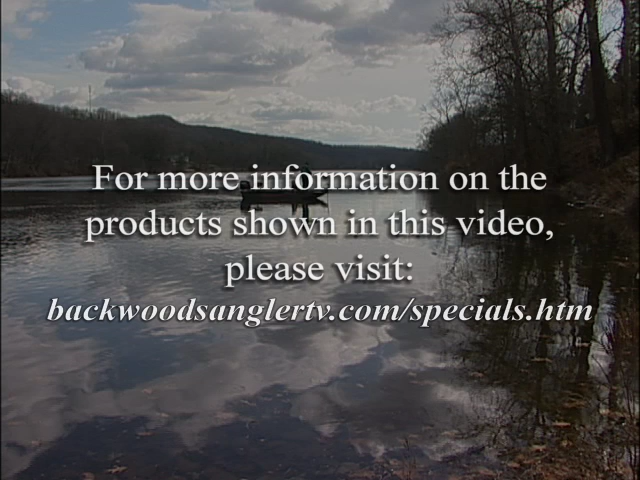 For more information on the
products shown in this video,
please visit:
backwoodsanglertv.com/specials.htm